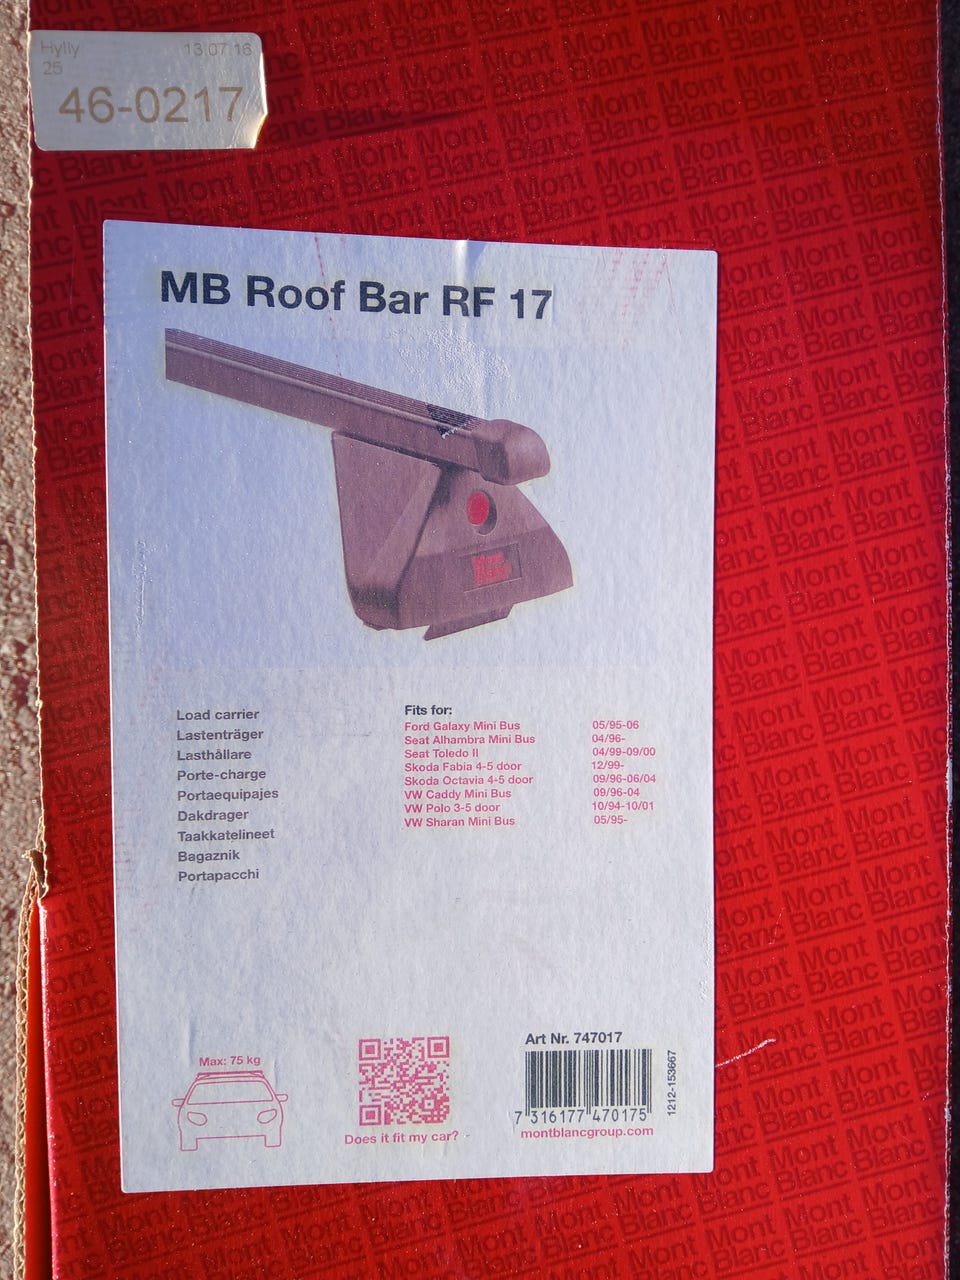 Hylly 13.07.16
25
46-0217
MB Roof Bar RF 17
Mont
Blanc
Load carrier
Lastenträger
Lasthållare
Porte-charge
Portaequipajes
Dakdrager
Taakkatelineet
Bagaznik
Portapacchi
Fits for:
Ford Galaxy Mini Bus 05/95-06
Seat Alhambra Mini Bus 04/96-
Seat Toledo II 04/99-09/00
Skoda Fabia 4-5 door 12/99-
Skoda Octavia 4-5 door 09/96-06/04
VW Caddy Mini Bus 09/96-04
VW Polo 3-5 door 10/94-10/01
VW Sharan Mini Bus 05/95-
Max: 75 kg
Does it fit my car?
Art Nr. 747017
7 316177 470175
montblancgroup.com
1212-153667